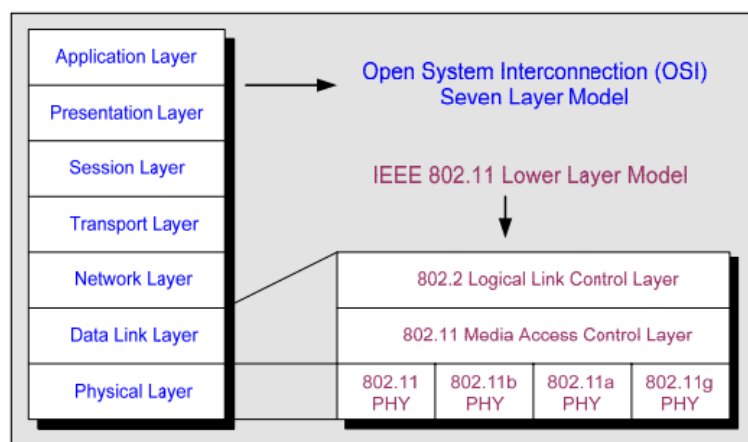 Application Layer
Presentation Layer
Session Layer
Transport Layer
Network Layer
Data Link Layer
Physical Layer
Open System Interconnection (OSI)
Seven Layer Model
IEEE 802.11 Lower Layer Model
802.2 Logical Link Control Layer
802.11 Media Access Control Layer
802.11
PHY
802.11b
PHY
802.11a
PHY
802.11g
PHY